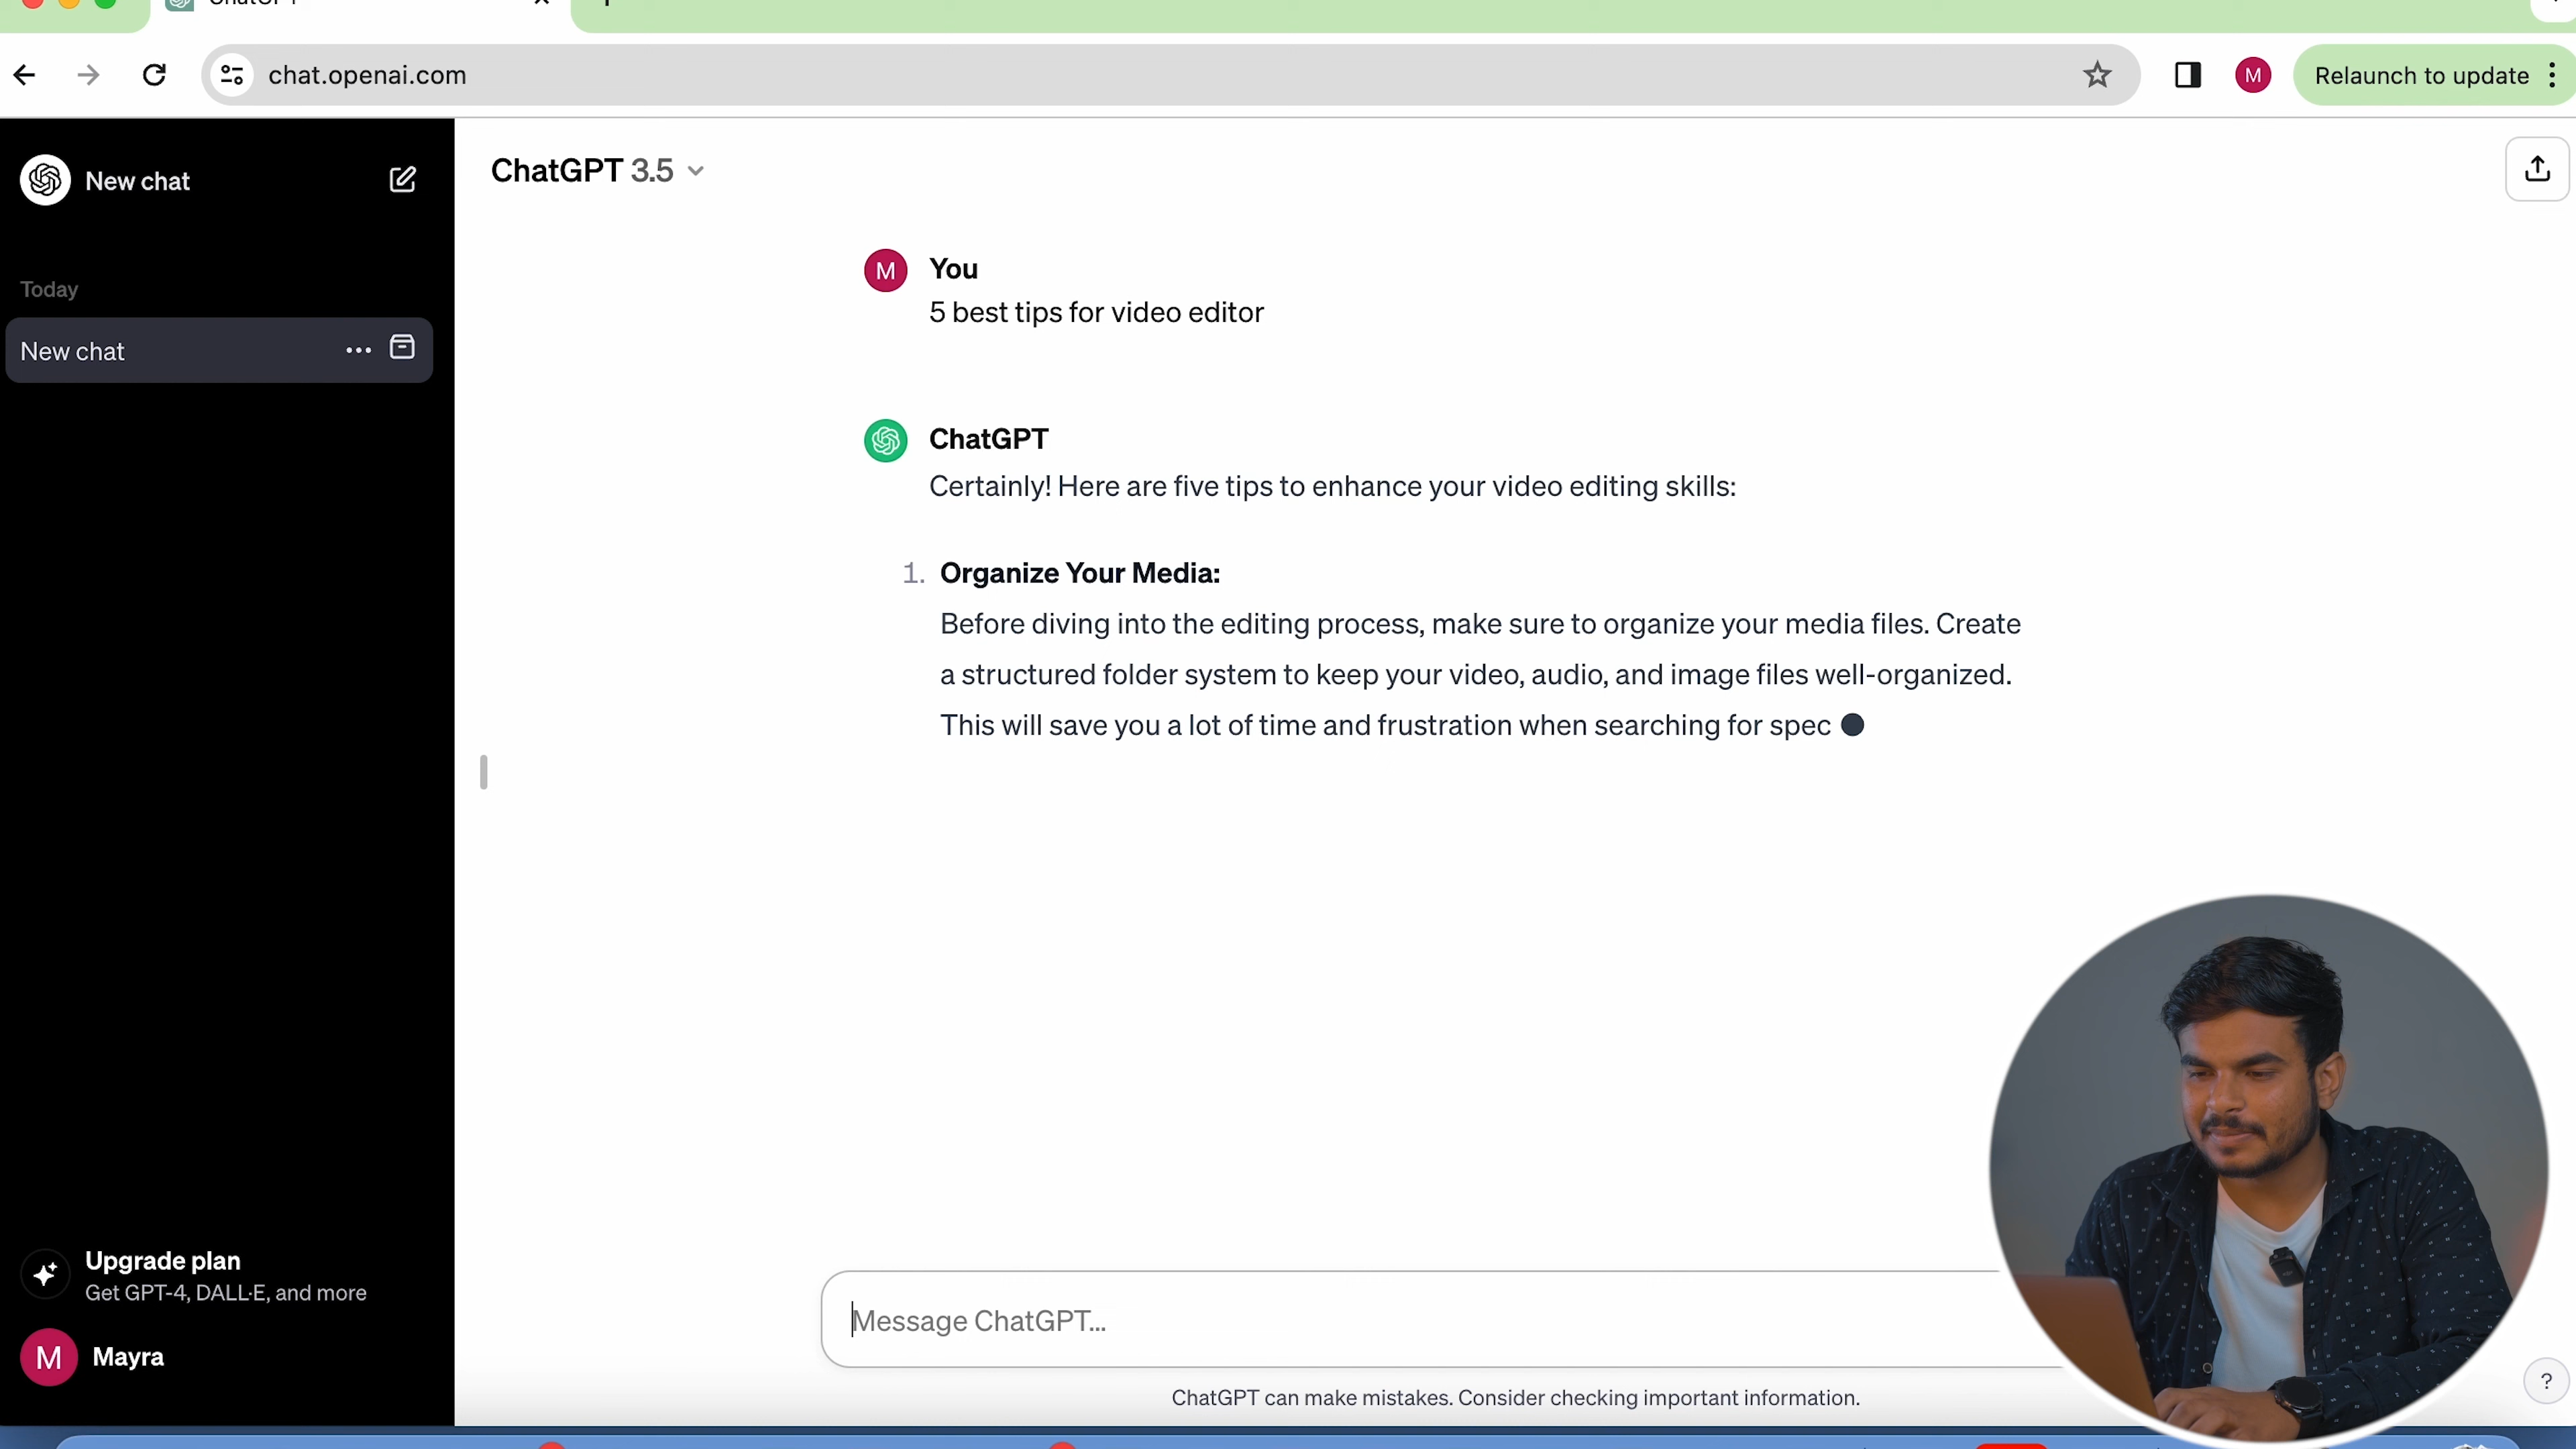 chat.openai.com
M
Relaunch to update
New chat
ChatGPT 3.5
Today
New chat
M
You
5 best tips for video editor
ChatGPT
Certainly! Here are five tips to enhance your video editing skills:
1. Organize Your Media:
Before diving into the editing process, make sure to organize your media files. Create
a structured folder system to keep your video, audio, and image files well-organized.
This will save you a lot of time and frustration when searching for spec
Upgrade plan
Get GPT-4, DALL·E, and more
M
Mayra
Message ChatGPT...
ChatGPT can make mistakes. Consider checking important information.
?